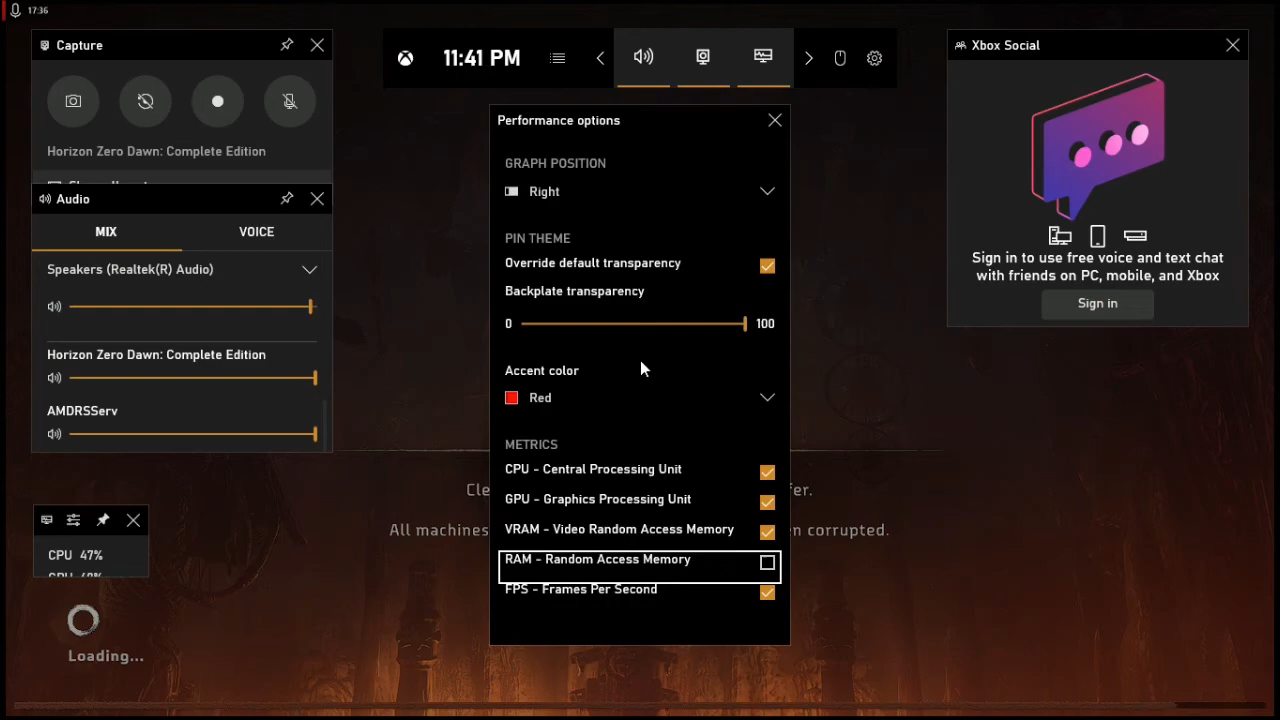 17:36
Capture
Horizon Zero Dawn: Complete Edition
Audio
MIX
VOICE
Speakers (Realtek(R) Audio)
Horizon Zero Dawn: Complete Edition
AMDRSServ
CPU 47%
Loading...
11:41 PM
Performance options
GRAPH POSITION
Right
PIN THEME
Override default transparency
Backplate transparency
0
100
Accent color
Red
METRICS
CPU - Central Processing Unit
GPU - Graphics Processing Unit
VRAM - Video Random Access Memory
RAM - Random Access Memory
FPS - Frames Per Second
All machines
corrupted.
Xbox Social
Sign in to use free voice and text chat
with friends on PC, mobile, and Xbox
Sign in